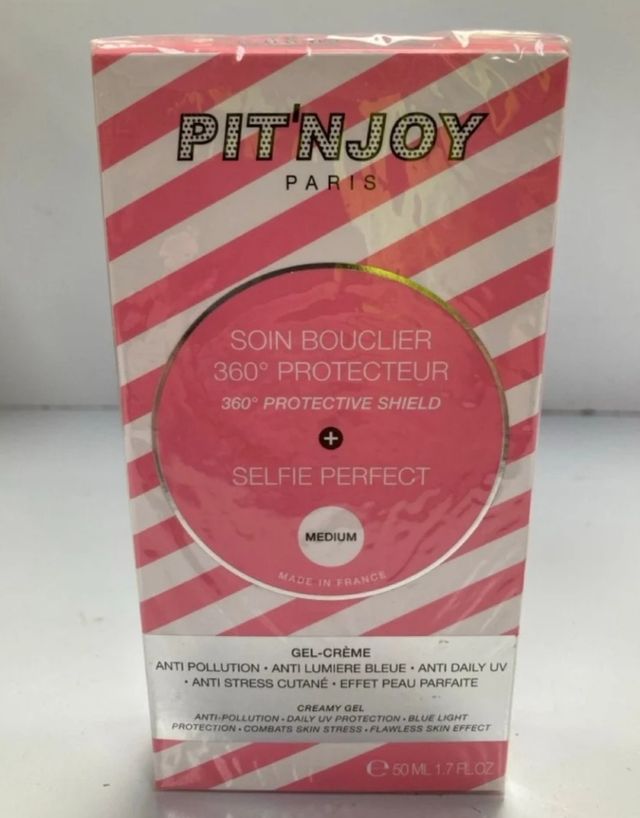 PIT'NJOY
PARIS
SOIN BOUCLIER
360° PROTECTEUR
360° PROTECTIVE SHIELD
+
SELFIE PERFECT
MEDIUM
MADE IN FRANCE
GEL-CRÈME
ANTI POLLUTION • ANTI LUMIERE BLEUE • ANTI DAILY UV
• ANTI STRESS CUTANÉ • EFFET PEAU PARFAITE
CREAMY GEL
ANTI-POLLUTION • DAILY UV PROTECTION • BLUE LIGHT
PROTECTION • COMBATS SKIN STRESS • FLAWLESS SKIN EFFECT
℮ 50 ML 1.7 FL.OZ